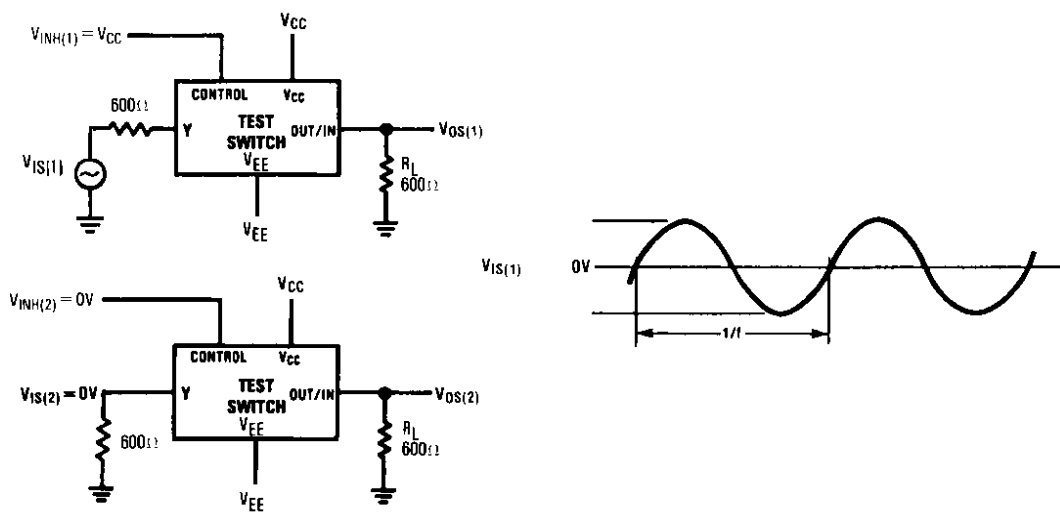 V_CC
V_INH(1) = V_CC
CONTROL
V_CC
600Ω
Y
TEST
SWITCH
OUT/IN
V_OS(1)
V_IS(1)
V_EE
R_L
600Ω
V_EE
V_IS(1)
0V
1/f
V_INH(2) = 0V
V_CC
CONTROL
V_CC
V_IS(2) = 0V
Y
TEST
SWITCH
OUT/IN
V_OS(2)
600Ω
V_EE
R_L
600Ω
V_EE